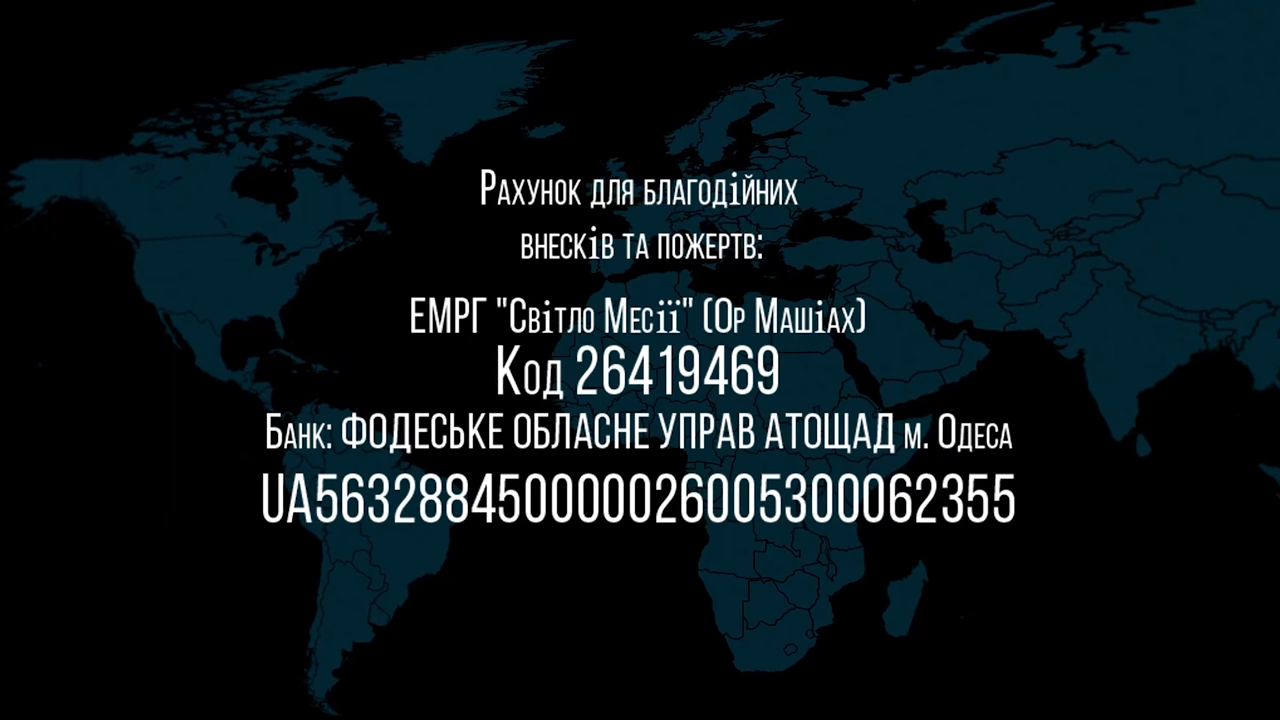 Рахунок для благодійних
внесків та пожертв:
ЕМРГ "Світло Месії" (Ор Машіах)
Код 26419469
Банк: ФОДЕСЬКЕ ОБЛАСНЕ УПРАВ АТОЩАД м. Одеса
UA563288450000026005300062355